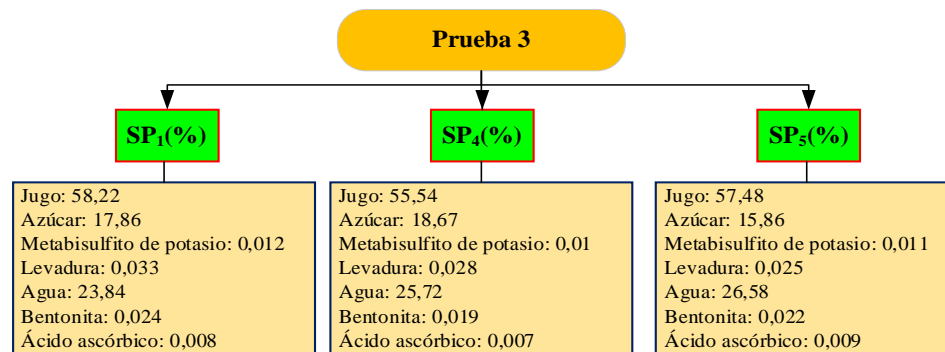 Prueba 3
SP₁(%)
SP₄(%)
SP₅(%)
Jugo: 58,22
Azúcar: 17,86
Metabisulfito de potasio: 0,012
Levadura: 0,033
Agua: 23,84
Bentonita: 0,024
Ácido ascórbico: 0,008
Jugo: 55,54
Azúcar: 18,67
Metabisulfito de potasio: 0,01
Levadura: 0,028
Agua: 25,72
Bentonita: 0,019
Ácido ascórbico: 0,007
Jugo: 57,48
Azúcar: 15,86
Metabisulfito de potasio: 0,011
Levadura: 0,025
Agua: 26,58
Bentonita: 0,022
Ácido ascórbico: 0,009